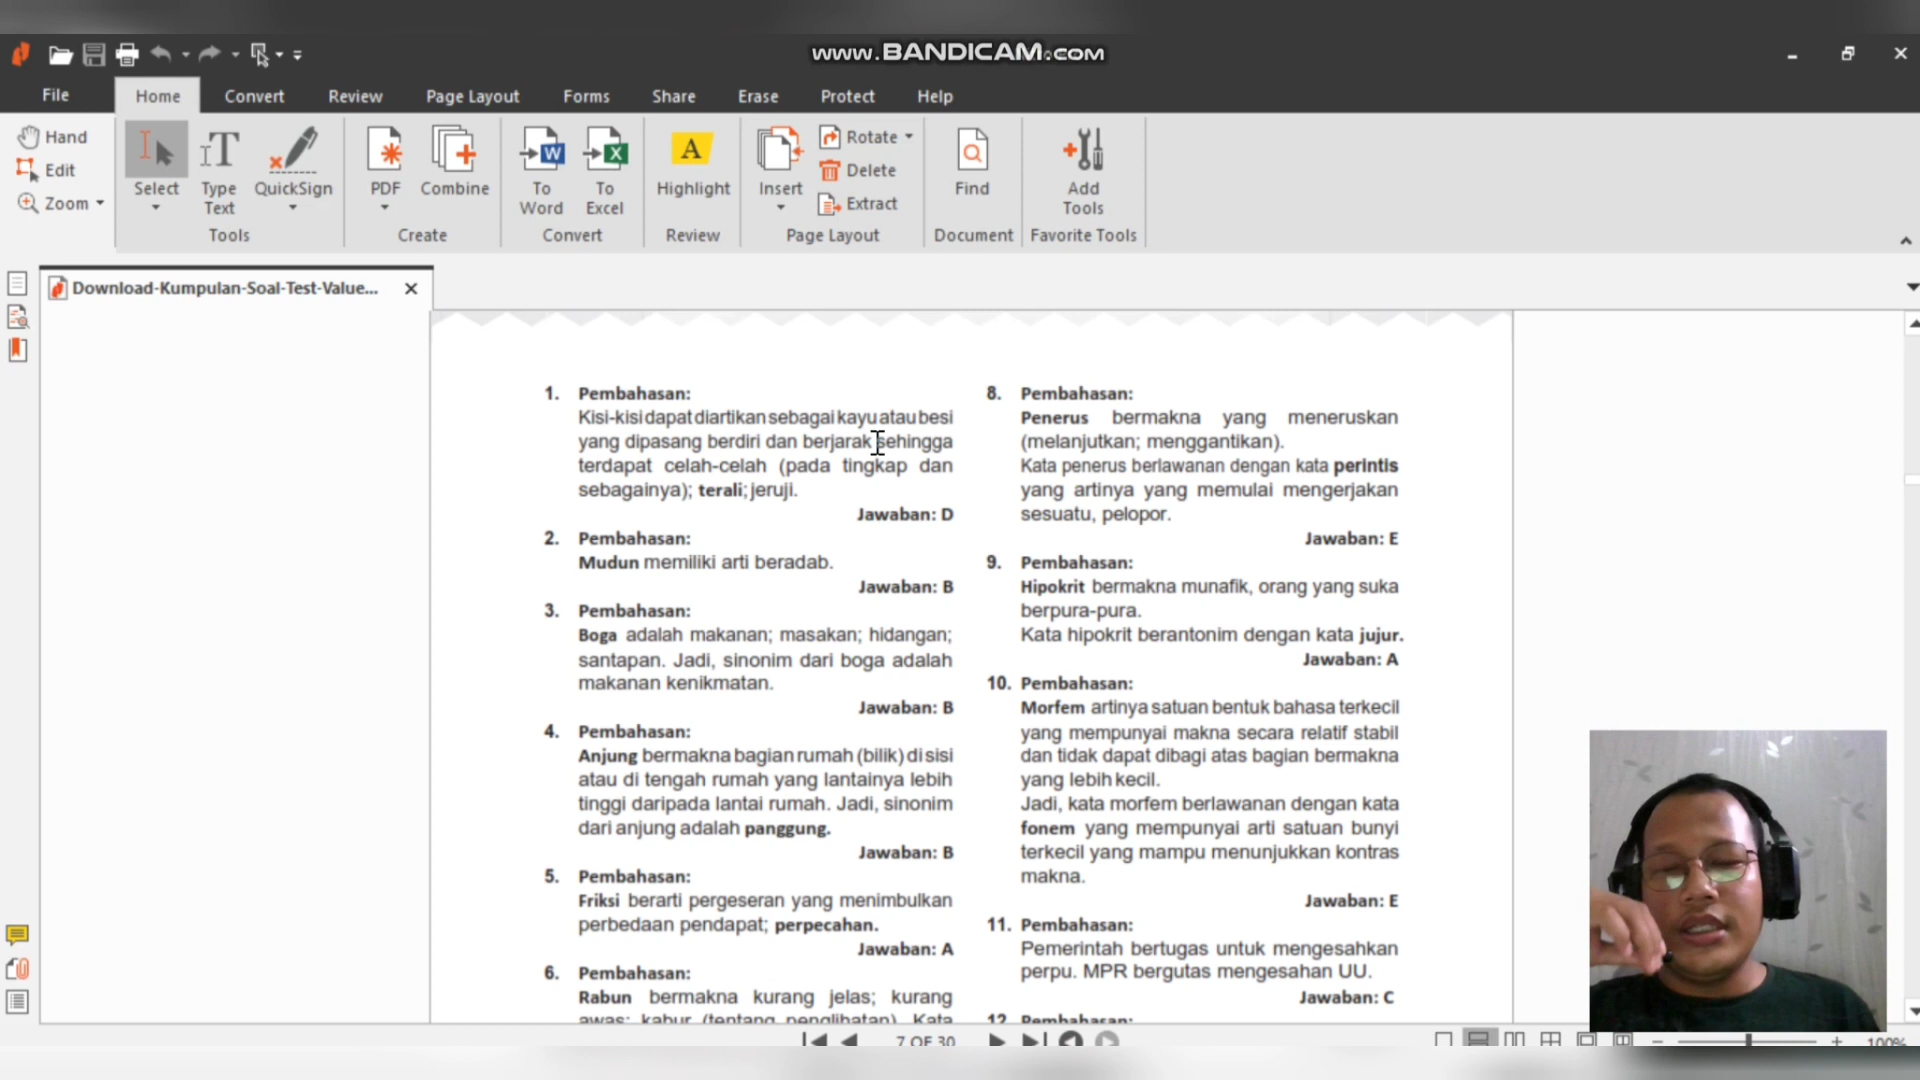 www.BANDICAM.com
File Home Convert Review Page Layout Forms Share Erase Protect Help
Hand
Edit
Zoom
Select
Type Text
QuickSign
Tools
PDF
Combine
Create
To Word
To Excel
Convert
Highlight
Review
Insert
Rotate
Delete
Extract
Page Layout
Find
Document
Add Tools
Favorite Tools
Download-Kumpulan-Soal-Test-Value...
1. Pembahasan:
Kisi-kisi dapat diartikan sebagai kayu atau besi
yang dipasang berdiri dan berjarak sehingga
terdapat celah-celah (pada tingkap dan
sebagainya); terali; jeruji.
Jawaban: D
2. Pembahasan:
Mudun memiliki arti beradab.
Jawaban: B
3. Pembahasan:
Boga adalah makanan; masakan; hidangan;
santapan. Jadi, sinonim dari boga adalah
makanan kenikmatan.
Jawaban: B
4. Pembahasan:
Anjung bermakna bagian rumah (bilik) di sisi
atau di tengah rumah yang lantainya lebih
tinggi daripada lantai rumah. Jadi, sinonim
dari anjung adalah panggung.
Jawaban: B
5. Pembahasan:
Friksi berarti pergeseran yang menimbulkan
perbedaan pendapat; perpecahan.
Jawaban: A
6. Pembahasan:
Rabun bermakna kurang jelas; kurang
awas; kabur (tentang penglihatan). Kata
8. Pembahasan:
Penerus bermakna yang meneruskan
(melanjutkan; menggantikan).
Kata penerus berlawanan dengan kata perintis
yang artinya yang memulai mengerjakan
sesuatu, pelopor.
Jawaban: E
9. Pembahasan:
Hipokrit bermakna munafik, orang yang suka
berpura-pura.
Kata hipokrit berantonim dengan kata jujur.
Jawaban: A
10. Pembahasan:
Morfem artinya satuan bentuk bahasa terkecil
yang mempunyai makna secara relatif stabil
dan tidak dapat dibagi atas bagian bermakna
yang lebih kecil.
Jadi, kata morfem berlawanan dengan kata
fonem yang mempunyai arti satuan bunyi
terkecil yang mampu menunjukkan kontras
makna.
Jawaban: E
11. Pembahasan:
Pemerintah bertugas untuk mengesahkan
perpu. MPR bergutas mengesahan UU.
Jawaban: C
12. Pembahasan:
7 OF 30
100%